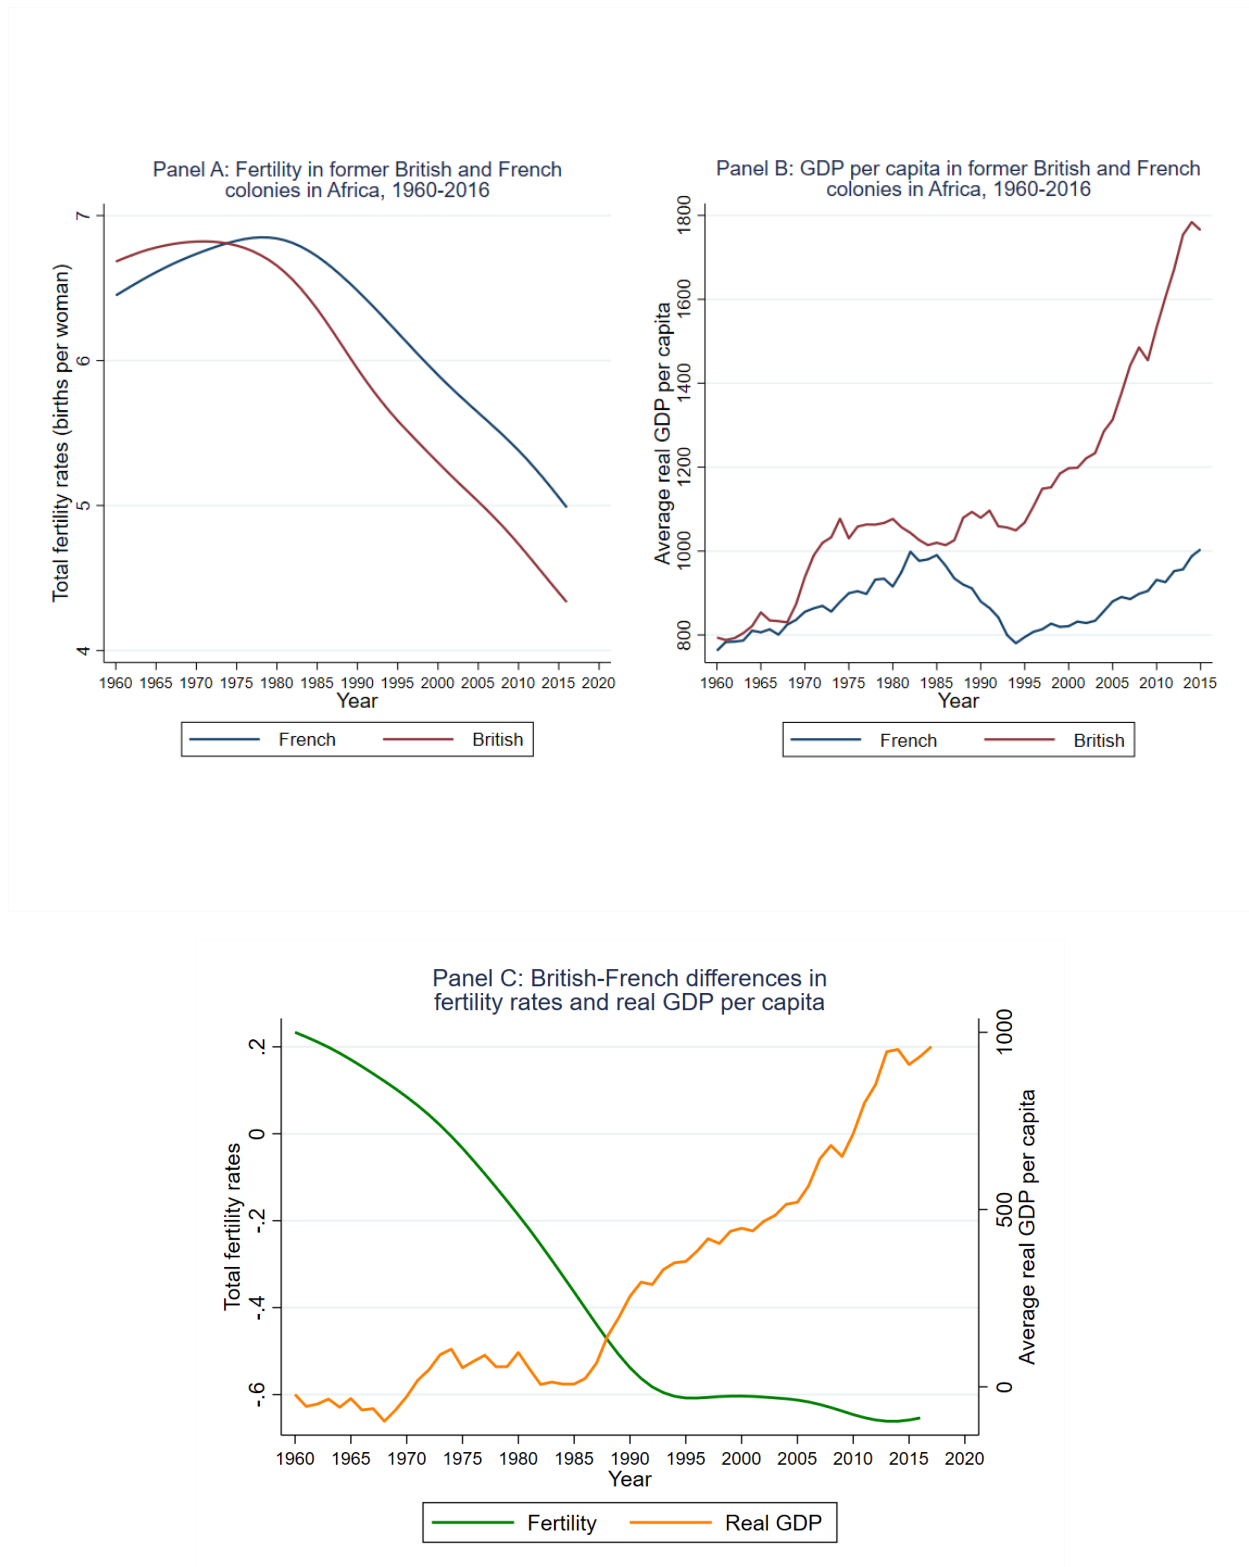 Panel A: Fertility in former British and French
colonies in Africa, 1960-2016
Total fertility rates (births per woman)
7
6
5
4
1960 1965 1970 1975 1980 1985 1990 1995 2000 2005 2010 2015 2020
Year
French British
Panel B: GDP per capita in former British and French
colonies in Africa, 1960-2016
Average real GDP per capita
1800
1600
1400
1200
1000
800
1960 1965 1970 1975 1980 1985 1990 1995 2000 2005 2010 2015
Year
French British
Panel C: British-French differences in
fertility rates and real GDP per capita
Total fertility rates
.2
0
-.2
-.4
-.6
1000
500
0
Average real GDP per capita
1960 1965 1970 1975 1980 1985 1990 1995 2000 2005 2010 2015 2020
Year
Fertility Real GDP